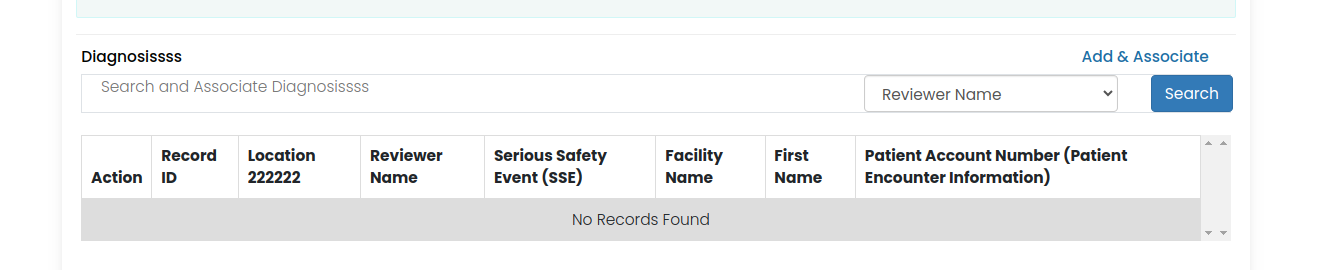 Diagnosissss
Add & Associate
Search and Associate Diagnosissss
Reviewer Name
Search
Action
Record
ID
Location
222222
Reviewer
Name
Serious Safety
Event (SSE)
Facility
Name
First
Name
Patient Account Number (Patient
Encounter Information)
No Records Found